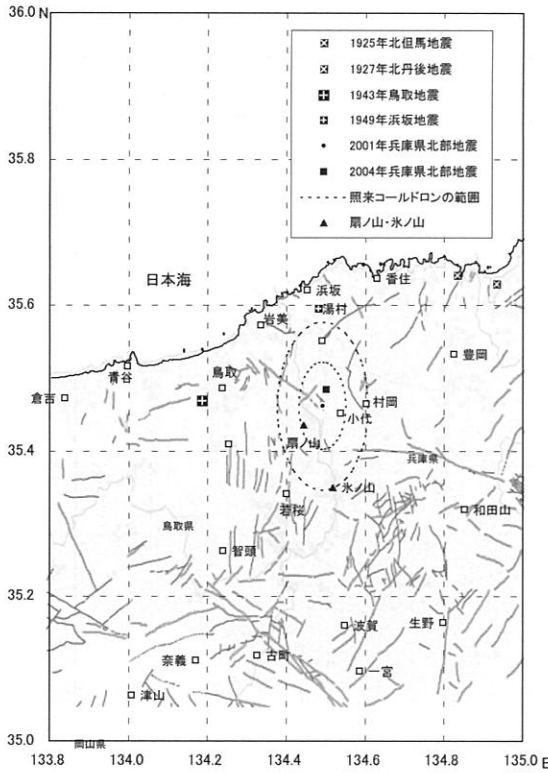 36.0 N
1925年北但馬地震
1927年北丹後地震
1943年鳥取地震
1949年浜坂地震
2001年兵庫県北部地震
2004年兵庫県北部地震
照来コールドロンの範囲
扇ノ山・氷ノ山
35.8
日本海
香住
浜坂
35.6
湯村
岩美
豊岡
青谷
鳥取
倉吉
村岡
小代
35.4
扇ノ山
兵庫県
氷ノ山
若桜
和田山
鳥取県
智頭
35.2
波賀
生野
奈義
古町
一宮
津山
35.0
133.8
134.0
134.2
134.4
134.6
134.8
135.0 E
岡山県